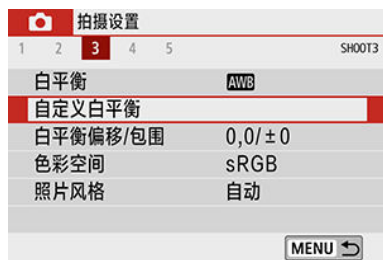 拍摄设置
1 2 3 4 5 SHOOT3
白平衡 AWB
自定义白平衡
白平衡偏移/包围 0,0/±0
色彩空间 sRGB
照片风格 自动
MENU